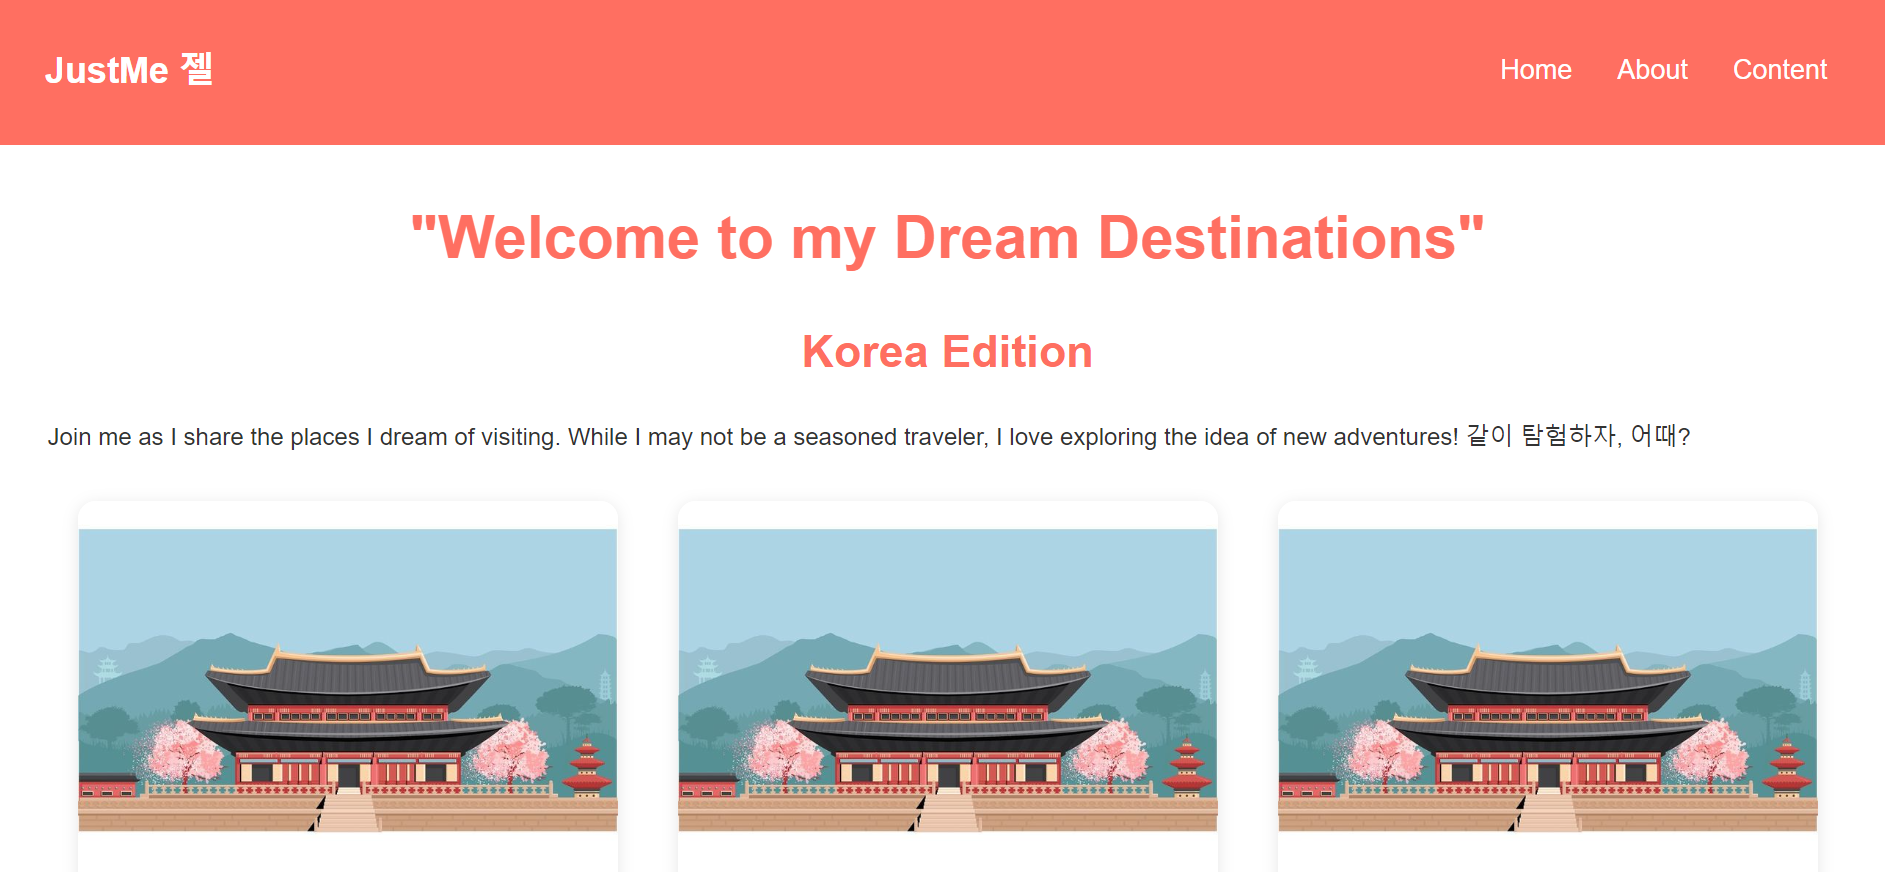 JustMe 젤
Home About Content
"Welcome to my Dream Destinations"
Korea Edition
Join me as I share the places I dream of visiting. While I may not be a seasoned traveler, I love exploring the idea of new adventures! 같이 탐험하자, 어때?